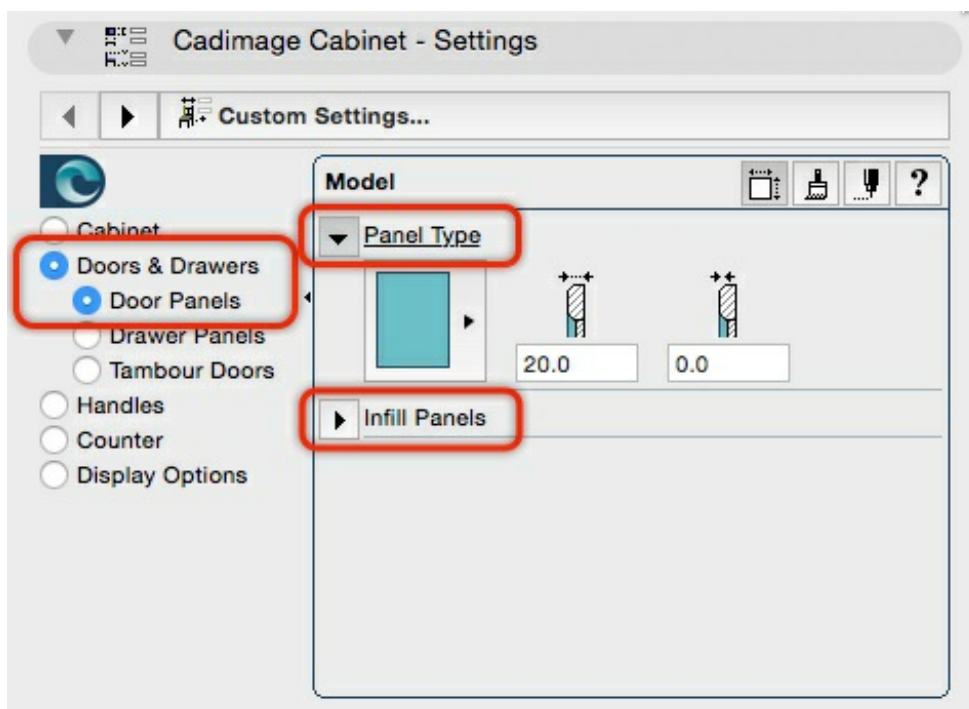 Cadimage Cabinet - Settings
Custom Settings...
Model
?
Cabinet
Doors & Drawers
Door Panels
Drawer Panels
Tambour Doors
Handles
Counter
Display Options
Panel Type
20.0
0.0
Infill Panels